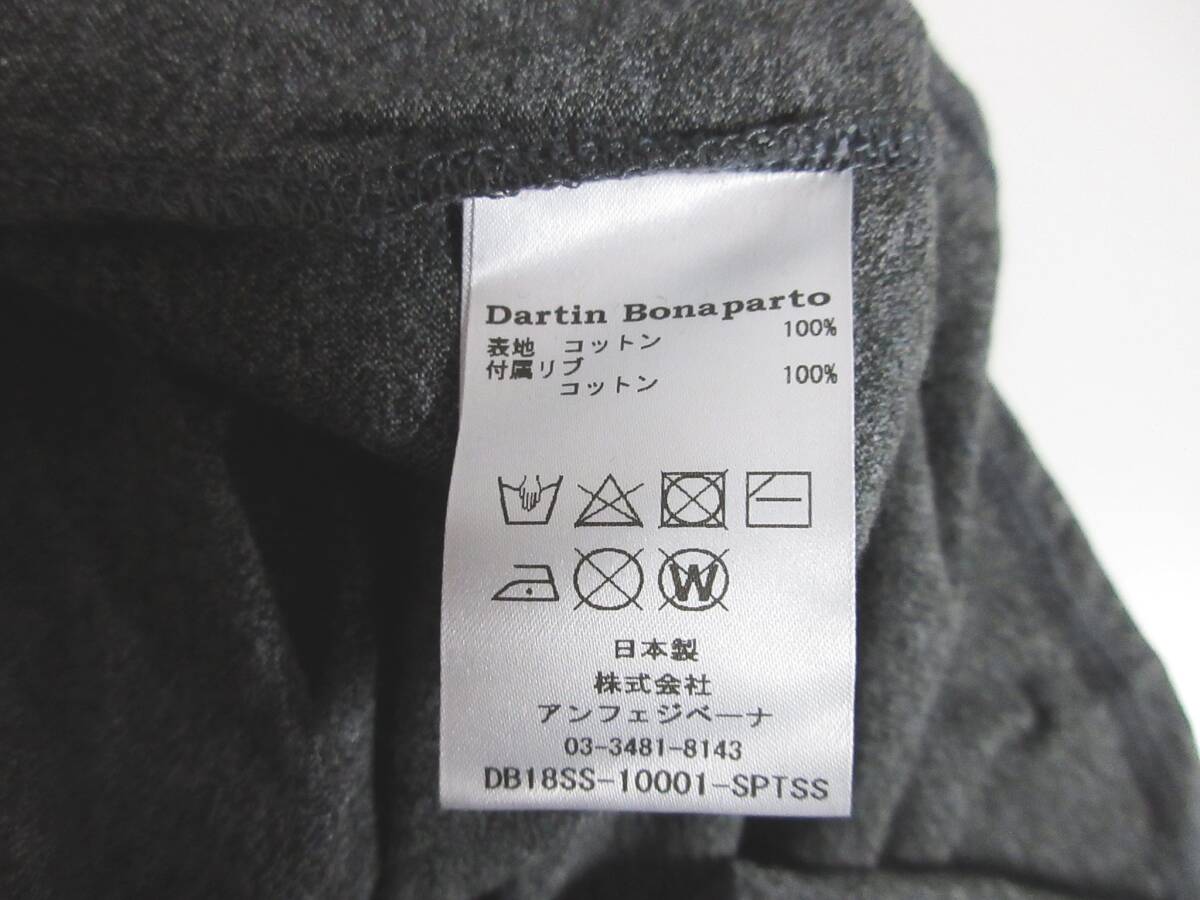 Dartin Bonaparto
表地 コットン 100%
付属リブ
コットン 100%
W
日本製
株式会社
アンフェジベーナ
03-3481-8143
DB18SS-10001-SPTSS